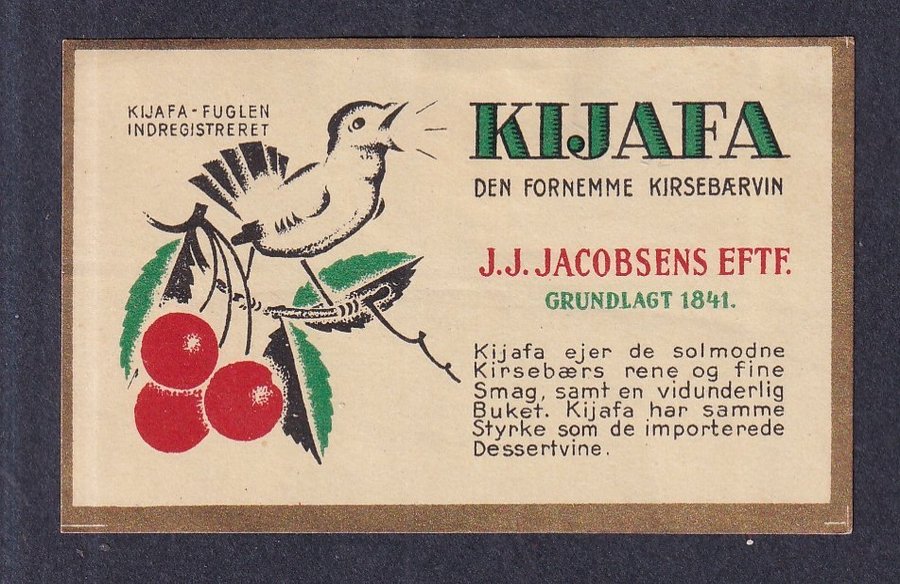 KIJAFA-FUGLEN
INDREGISTRERET
KIJAFA
DEN FORNEMME KIRSEBÆRVIN
J.J. JACOBSENS EFTF.
GRUNDLAGT 1841.
Kijafa ejer de solmodne
Kirsebærs rene og fine
Smag, samt en vidunderlig
Buket. Kijafa har samme
Styrke som de importerede
Dessertvine.